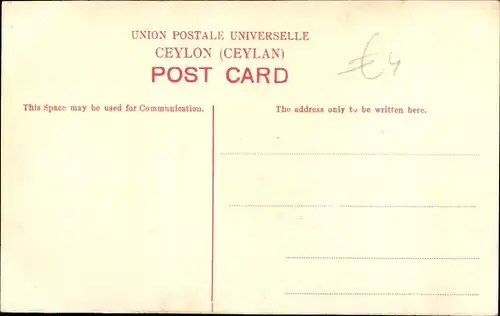 UNION POSTALE UNIVERSELLE
CEYLON (CEYLAN)
POST CARD
€4
This Space may be used for Communication.
The address only to be written here.